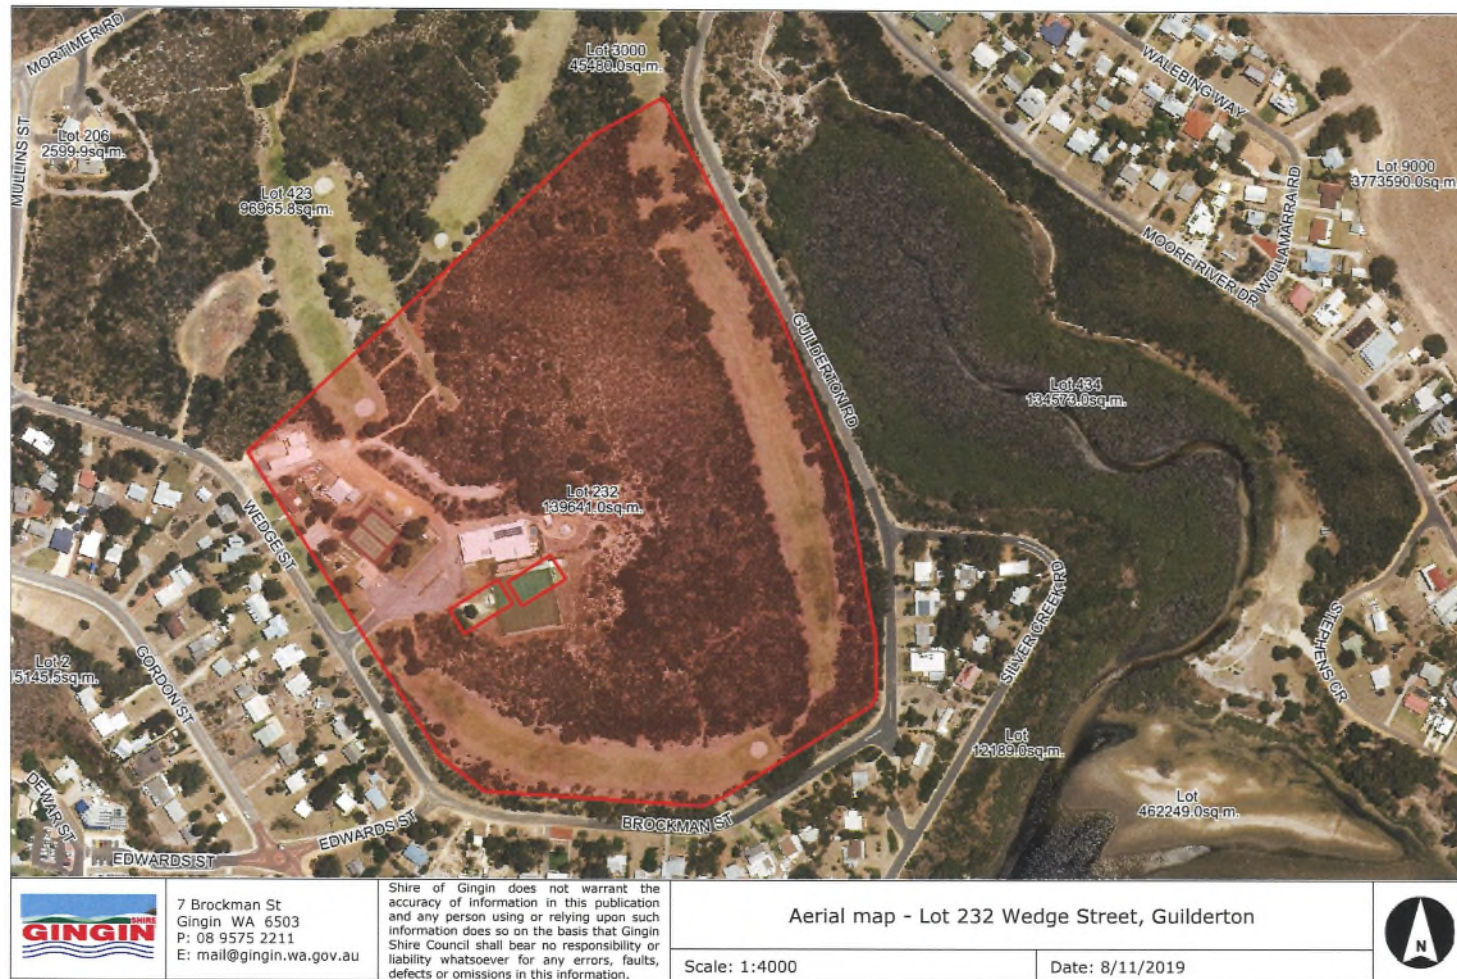 MORTIMER RD
Lot 3000
45480.0sq.m.
WALEBING WAY
MULLINS ST
Lot 206
2599.9sq.m.
Lot 423
96965.8sq.m.
Lot 9000
3773590.0sq.m
WOLLAMARRA RD
MOORE RIVER DR
GUILDERTON RD
Lot 434
134573.0sq.m.
Lot 232
139641.0sq.m.
WEDGE ST
SILVER CREEK RD
STEPHENS CR
GORDON ST
Lot 2
15145.5sq.m.
Lot
12189.0sq.m.
Lot
462249.0sq.m.
DEWAR ST
EDWARDS ST
EDWARDS ST
BROCKMAN ST
SHIRE
GINGIN
7 Brockman St
Gingin WA 6503
P: 08 9575 2211
E: mail@gingin.wa.gov.au
Shire of Gingin does not warrant the
accuracy of information in this publication
and any person using or relying upon such
information does so on the basis that Gingin
Shire Council shall bear no responsibility or
liability whatsoever for any errors, faults,
defects or omissions in this information.
Aerial map - Lot 232 Wedge Street, Guilderton
Scale: 1:4000
Date: 8/11/2019
N